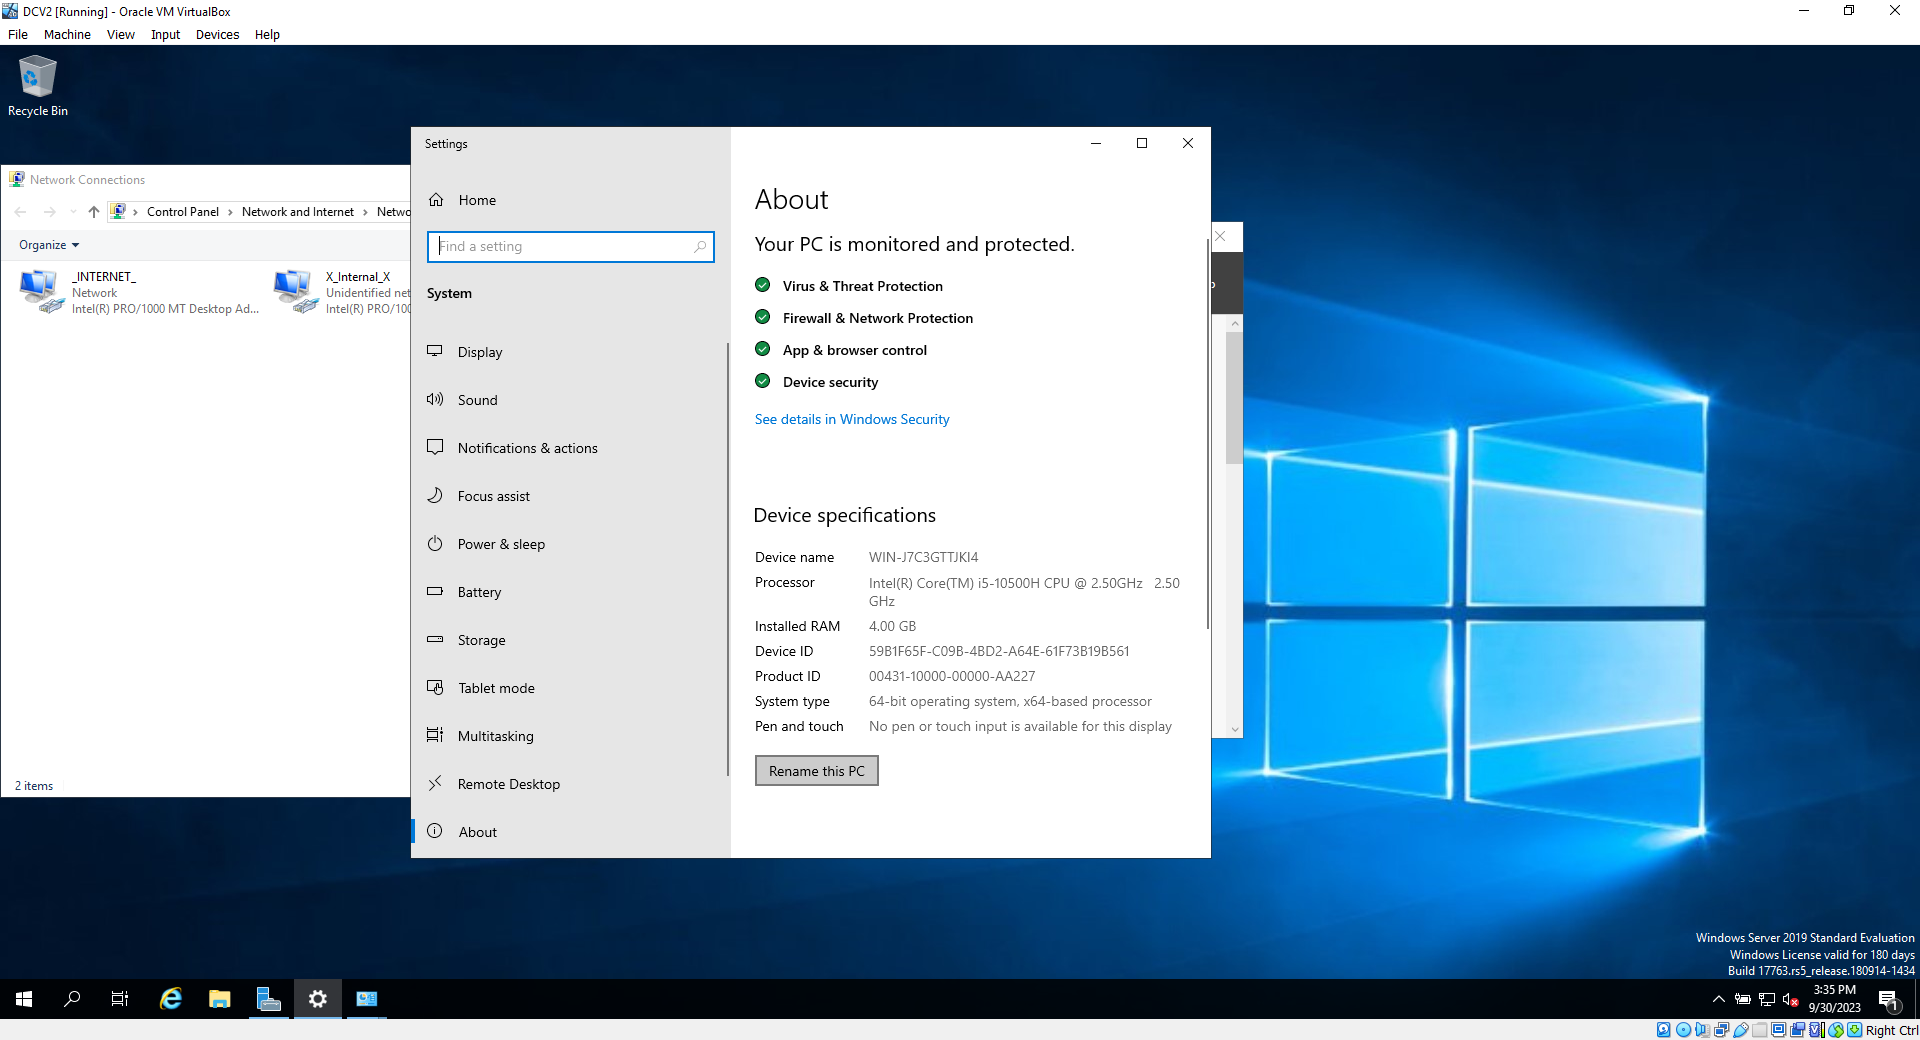 DCV2 [Running] - Oracle VM VirtualBox
File Machine View Input Devices Help
Recycle Bin
Network Connections
Control Panel > Network and Internet > Netwo
Organize
_INTERNET_
Network
Intel(R) PRO/1000 MT Desktop Ad...
X_Internal_X
Unidentified net
Intel(R) PRO/100
2 items
Settings
Home
Find a setting
System
Display
Sound
Notifications & actions
Focus assist
Power & sleep
Battery
Storage
Tablet mode
Multitasking
Remote Desktop
About
About
Your PC is monitored and protected.
Virus & Threat Protection
Firewall & Network Protection
App & browser control
Device security
See details in Windows Security
Device specifications
Device name WIN-J7C3GTTJKI4
Processor Intel(R) Core(TM) i5-10500H CPU @ 2.50GHz 2.50
GHz
Installed RAM 4.00 GB
Device ID 59B1F65F-C09B-4BD2-A64E-61F73B19B561
Product ID 00431-10000-00000-AA227
System type 64-bit operating system, x64-based processor
Pen and touch No pen or touch input is available for this display
Rename this PC
Windows Server 2019 Standard Evaluation
Windows License valid for 180 days
Build 17763.rs5_release.180914-1434
3:35 PM
9/30/2023
1
Right Ctrl